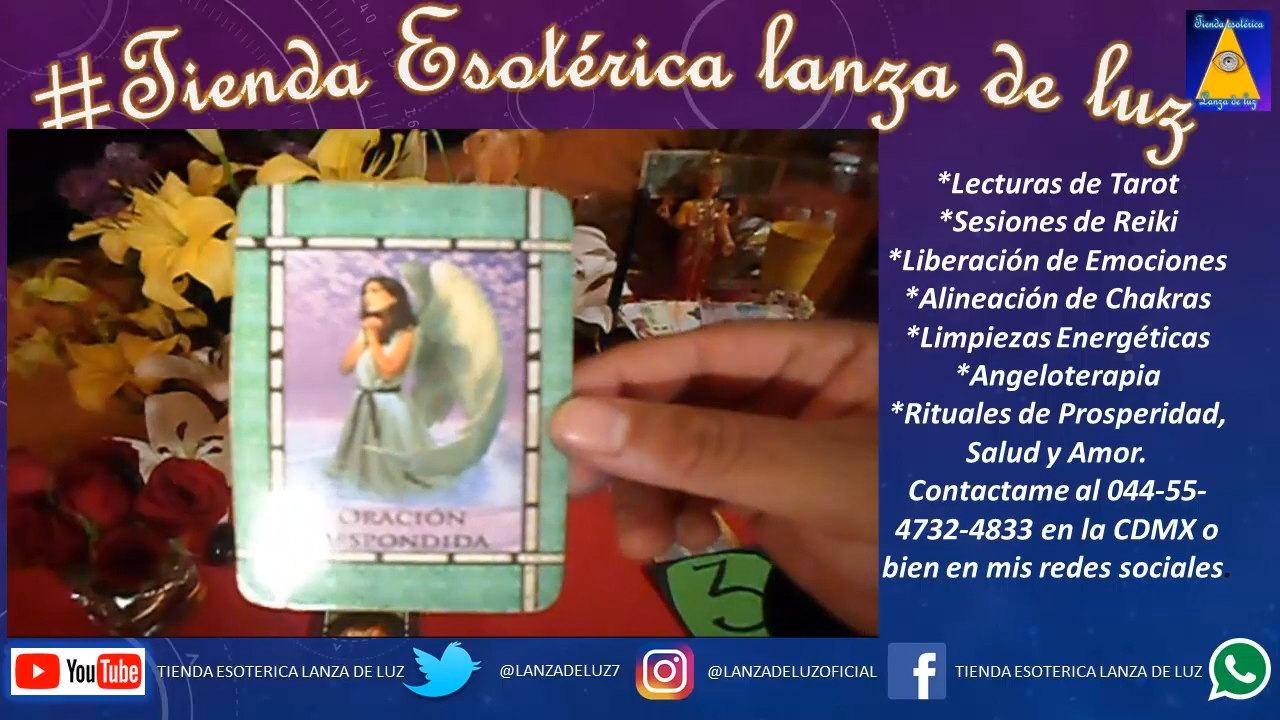 #Tienda Esotérica lanza de luz
Tienda esotérica
Lanza de luz
*Lecturas de Tarot
*Sesiones de Reiki
*Liberación de Emociones
*Alineación de Chakras
*Limpiezas Energéticas
*Angeloterapia
*Rituales de Prosperidad,
Salud y Amor.
Contactame al 044-55-
4732-4833 en la CDMX o
bien en mis redes sociales.
ORACIÓN
3
YouTube
TIENDA ESOTERICA LANZA DE LUZ
@LANZADELUZ7
@LANZADELUZOFICIAL
TIENDA ESOTERICA LANZA DE LUZ